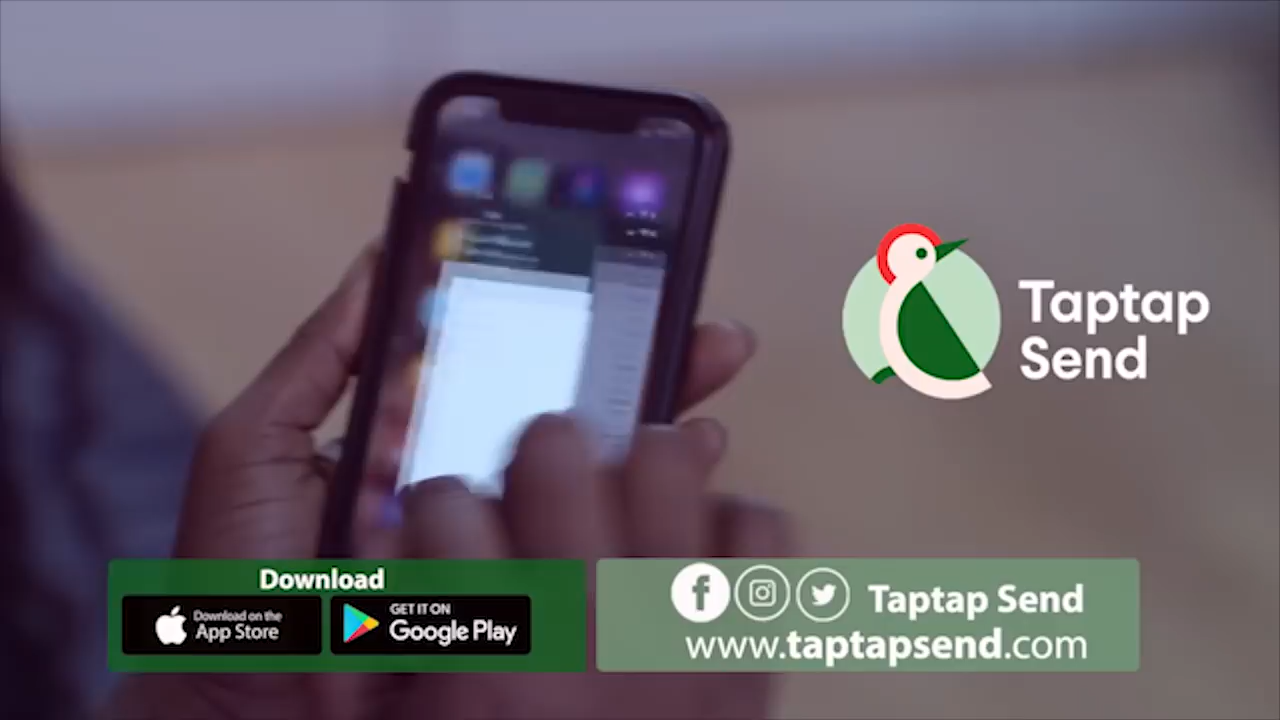 Taptap
Send
Download
Download on the
App Store
GET IT ON
Google Play
Taptap Send
www.taptapsend.com